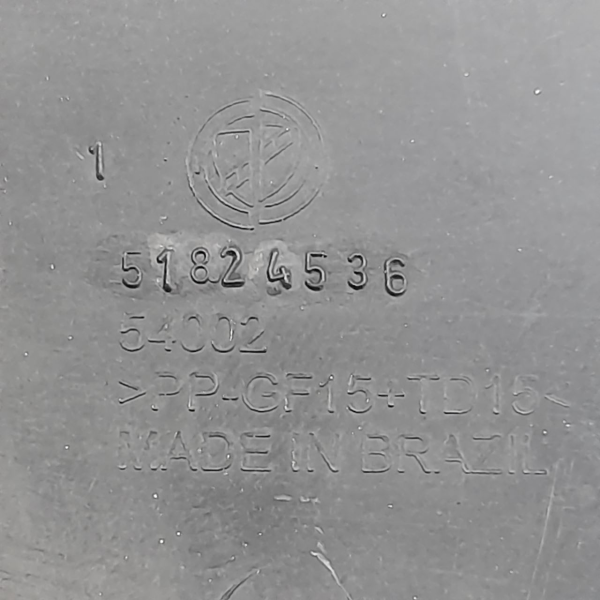 1
51824536
54002
>PP-GF15+TD15<
MADE IN BRAZIL